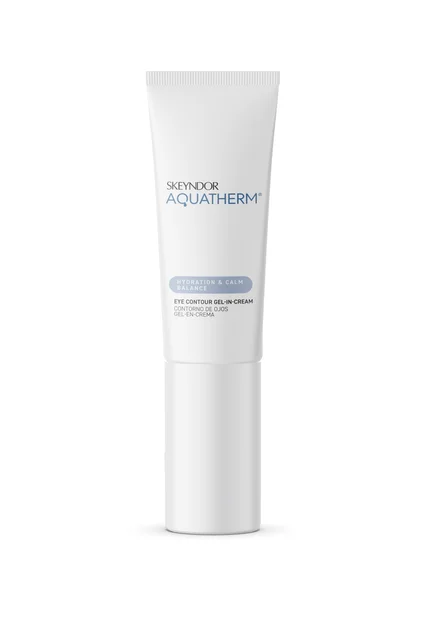 SKEYNDOR
AQUATHERM®
HYDRATION & CALM
BALANCE
EYE CONTOUR GEL-IN-CREAM
CONTORNO DE OJOS
GEL-EN-CREMA